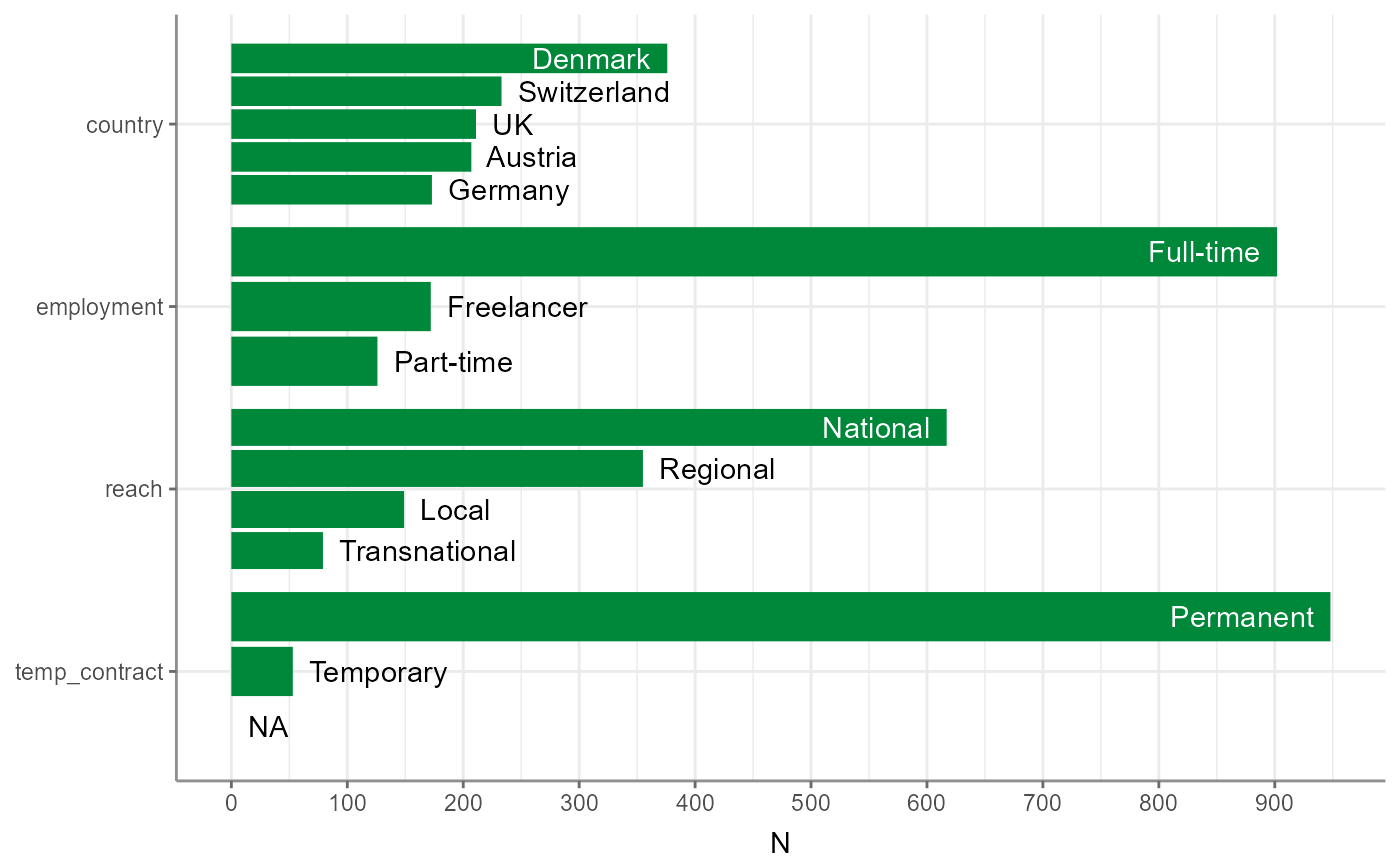 country
Denmark
Switzerland
UK
Austria
Germany
employment
Full-time
Freelancer
Part-time
reach
National
Regional
Local
Transnational
temp_contract
Permanent
Temporary
NA
0 100 200 300 400 500 600 700 800 900
N